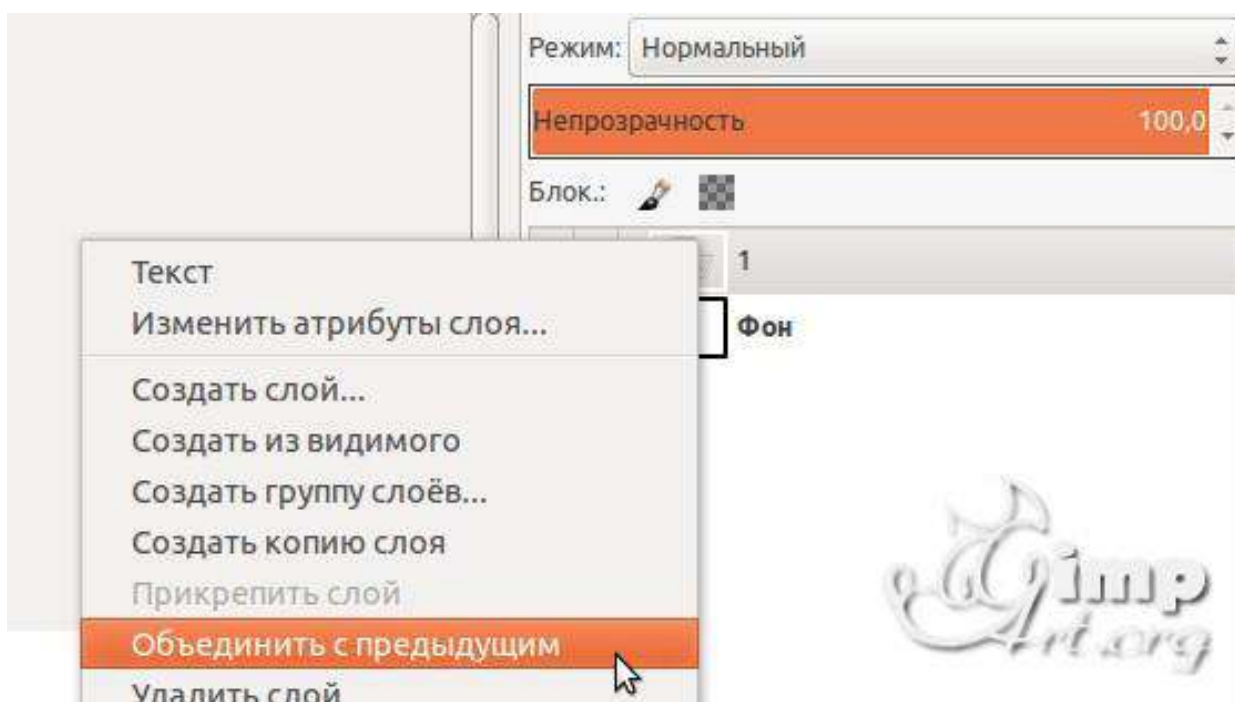 Режим: Нормальный
Непрозрачность 100,0
Блок.:
1
Фон
Текст
Изменить атрибуты слоя...
Создать слой...
Создать из видимого
Создать группу слоёв...
Создать копию слоя
Прикрепить слой
Объединить с предыдущим
Удалить слой
Gimp
Art.org